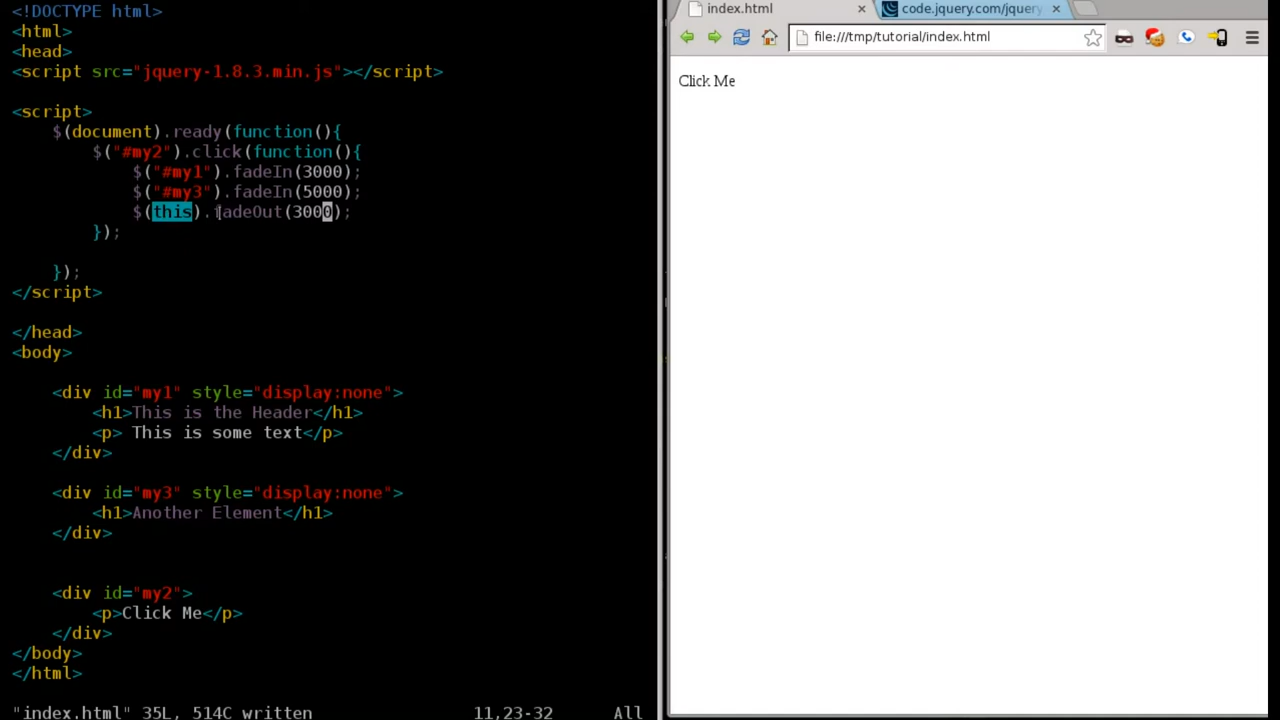 <!DOCTYPE html>
<html>
<head>
<script src="jquery-1.8.3.min.js"></script>
<script>
$(document).ready(function(){
$("#my2").click(function(){
$("#my1").fadeIn(3000);
$("#my3").fadeIn(5000);
$(this).fadeOut(3000);
});
});
</script>
</head>
<body>
<div id="my1" style="display:none">
<h1>This is the Header</h1>
<p> This is some text</p>
</div>
<div id="my3" style="display:none">
<h1>Another Element</h1>
</div>
<div id="my2">
<p>Click Me</p>
</div>
</body>
</html>
"index.html" 35L, 514C written 11,23-32 All
index.html code.jquery.com/jquery
file:///tmp/tutorial/index.html
Click Me